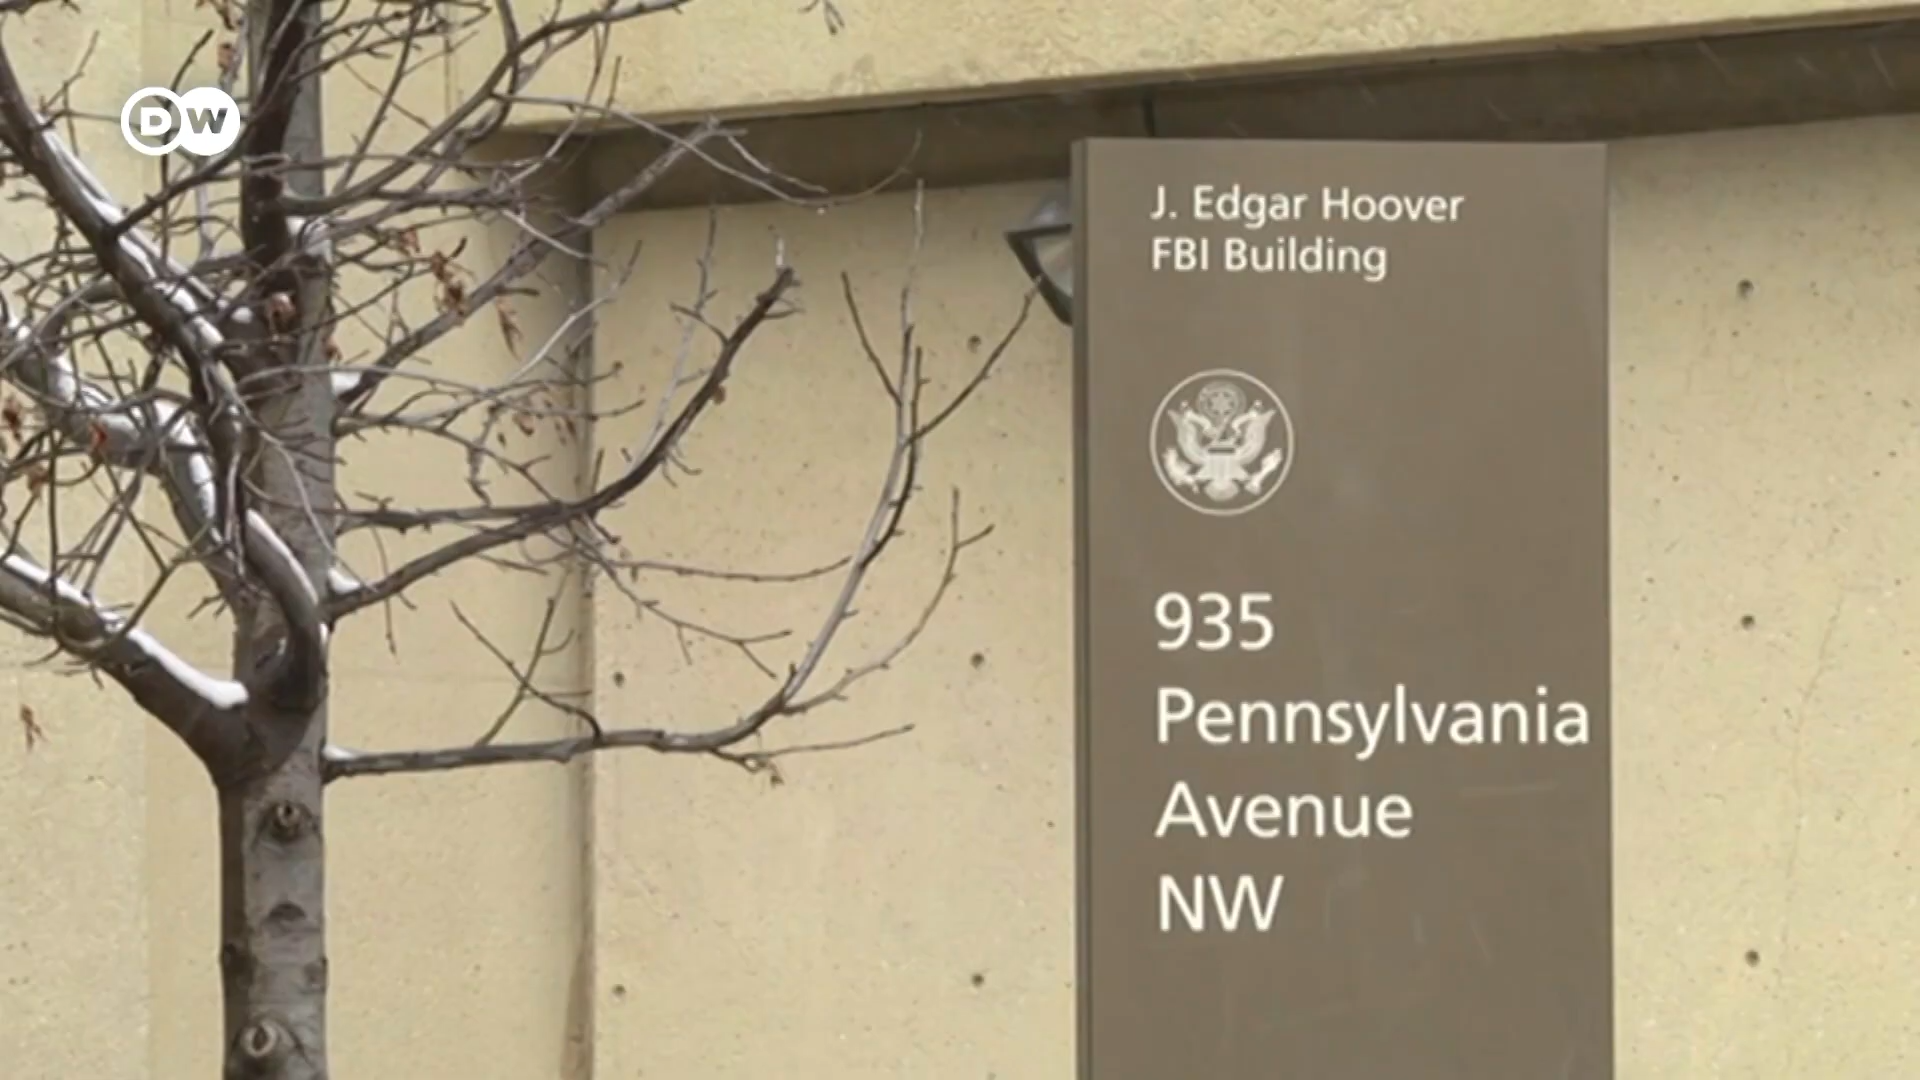 DW
J. Edgar Hoover
FBI Building
935
Pennsylvania
Avenue
NW